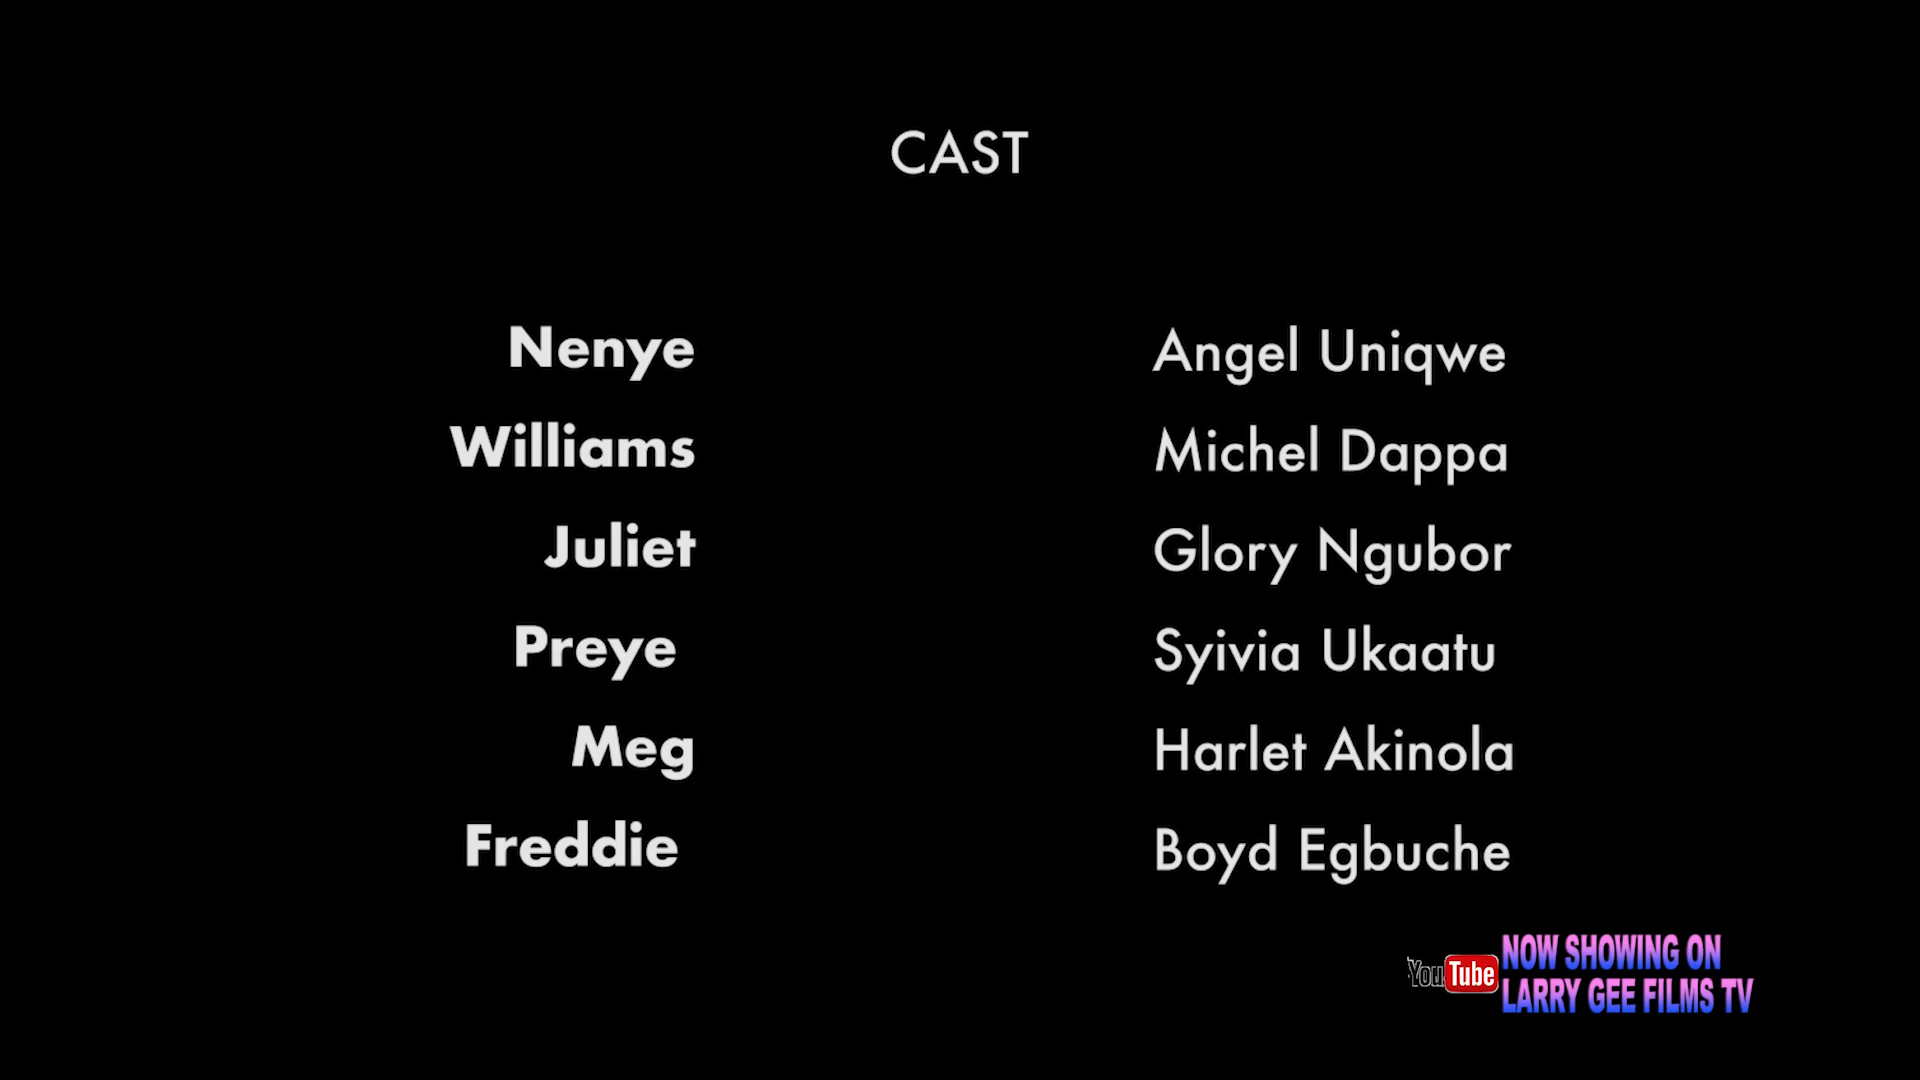 CAST
Nenye Angel Uniqwe
Williams Michel Dappa
Juliet Glory Ngubor
Preye Syivia Ukaatu
Meg Harlet Akinola
Freddie Boyd Egbuche
YouTube NOW SHOWING ON
LARRY GEE FILMS TV